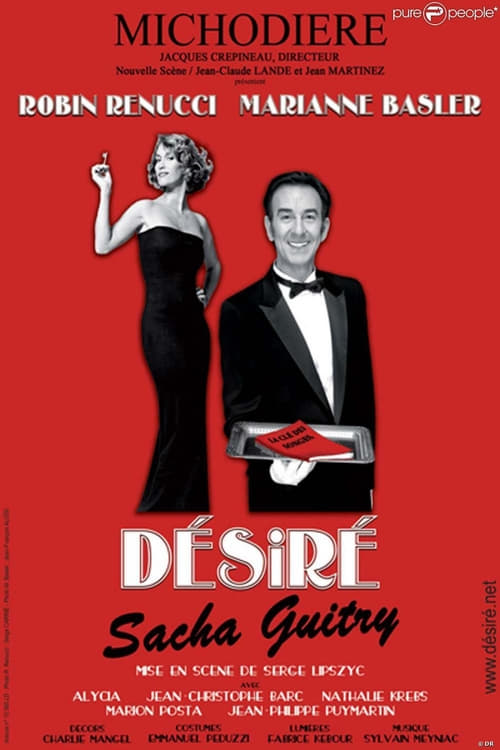 pure people
MICHODIERE
JACQUES CREPINEAU, DIRECTEUR
Nouvelle Scène / Jean-Claude LANDE et Jean MARTINEZ
présentent
ROBIN RENUCCI MARIANNE BASLER
LA CLÉ DES
SONGES
DÉSiRÉ
Sacha Guitry
MISE EN SCÈNE DE SERGE LIPSZYC
AVEC
ALYCIA JEAN-CHRISTOPHE BARC NATHALIE KREBS
MARION POSTA JEAN-PHILIPPE PUYMARTIN
DECORS COSTUMES LUMIÈRES MUSIQUE
CHARLIE MANGEL EMMANUEL PEDUZZI FABRICE KEBOUR SYLVAIN MEYNIAC
www.désiré.net
© DR